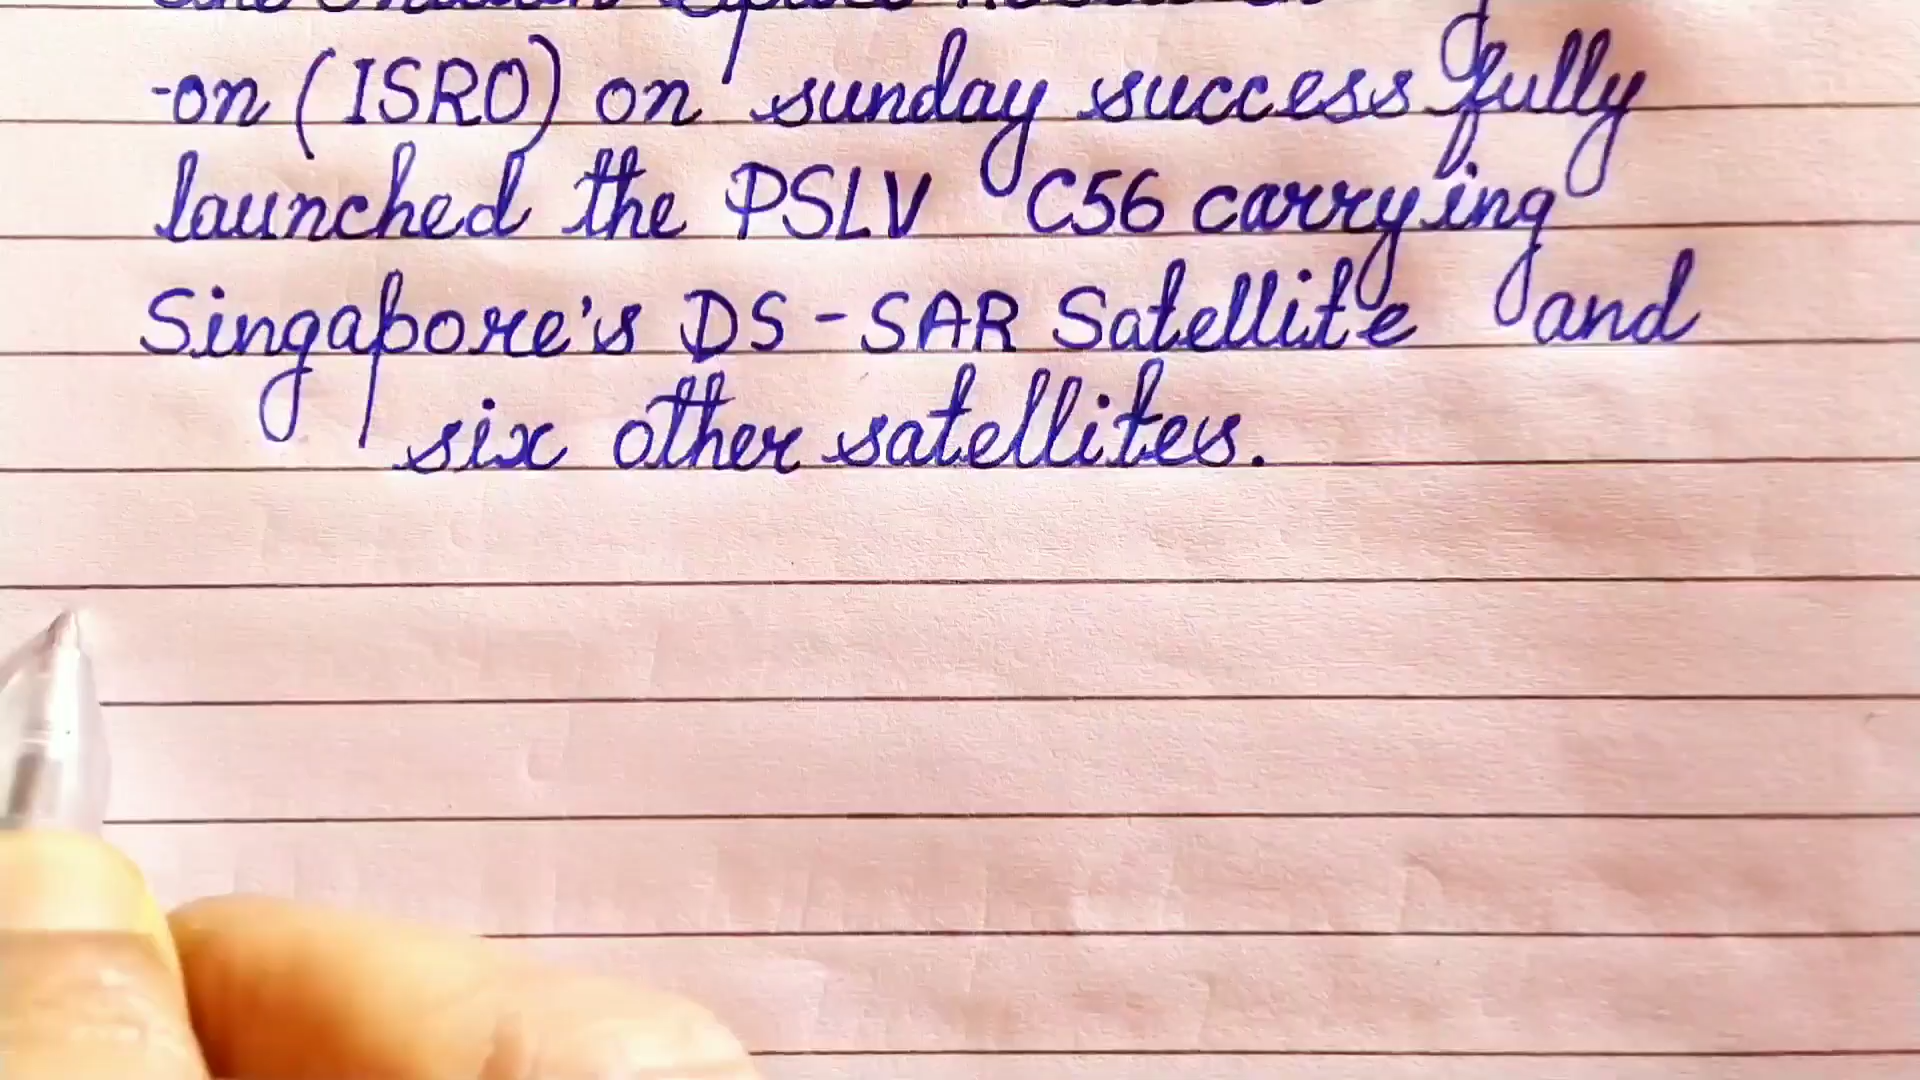 -on (ISRO) on sunday successfully
launched the PSLV C56 carrying
Singapore's DS-SAR Satellite and
six other satellites.